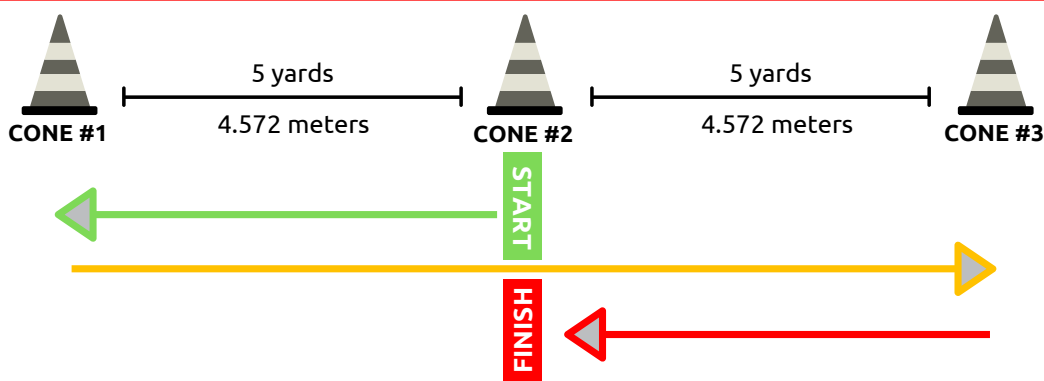 5 yards
5 yards
4.572 meters
4.572 meters
CONE #1
CONE #2
CONE #3
START
FINISH